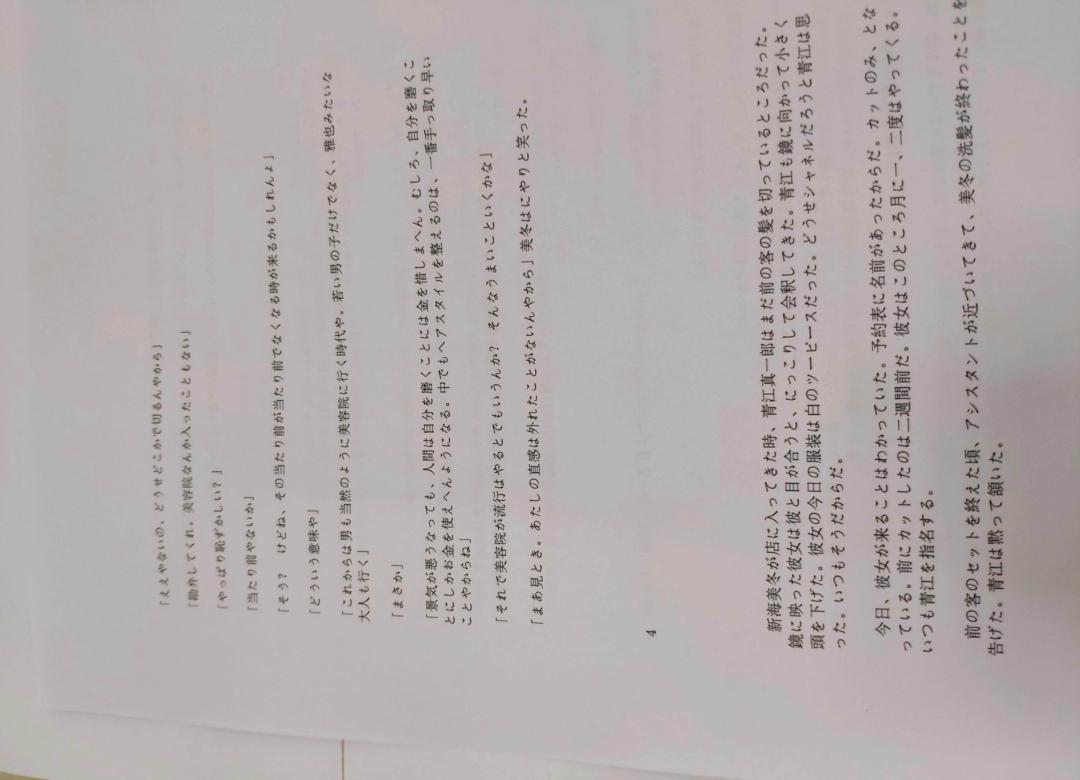 「ええやないの、どうせどこかで切るんやから」
「勘弁してくれ。美容院なんか入ったこともない」
「やっぱり恥ずかしい？」
「当たり前やないか」
「そう？　けどね、その当たり前が当たり前でなくなる時が来るかもしれんよ」
「どういう意味や」
「これからは男も当然のように美容院に行く時代や。若い男の子だけでなく、雅也みたいな
大人も行く」
「まさか」
「景気が悪うなっても、人間は自分を磨くことには金を惜しまへん。むしろ、自分を磨くこ
とにしかお金を使えへんようになる。中でもヘアスタイルを整えるのは、一番手っ取り早い
ことやからね」
「それで美容院が流行はやるとでもいうんか？　そんなうまいこといくかな」
「まあ見とき。あたしの直感は外れたことがないんやから」美冬はにやりと笑った。
4
新海美冬が店に入ってきた時、青江真一郎はまだ前の客の髪を切っているところだった。
鏡に映った彼女は彼と目が合うと、にっこりして会釈してきた。青江も鏡に向かって小さく
頭を下げた。彼女の今日の服装は白のツーピースだった。どうせシャネルだろうと青江は思
った。いつもそうだからだ。
今日、彼女が来ることはわかっていた。予約表に名前があったからだ。カットのみ、とな
っている。前にカットしたのは二週間前だ。彼女はこのところ月に一、二度はやってくる。
いつも青江を指名する。
前の客のセットを終えた頃、アシスタントが近づいてきて、美冬の洗髪が終わったことを
告げた。青江は黙って頷いた。